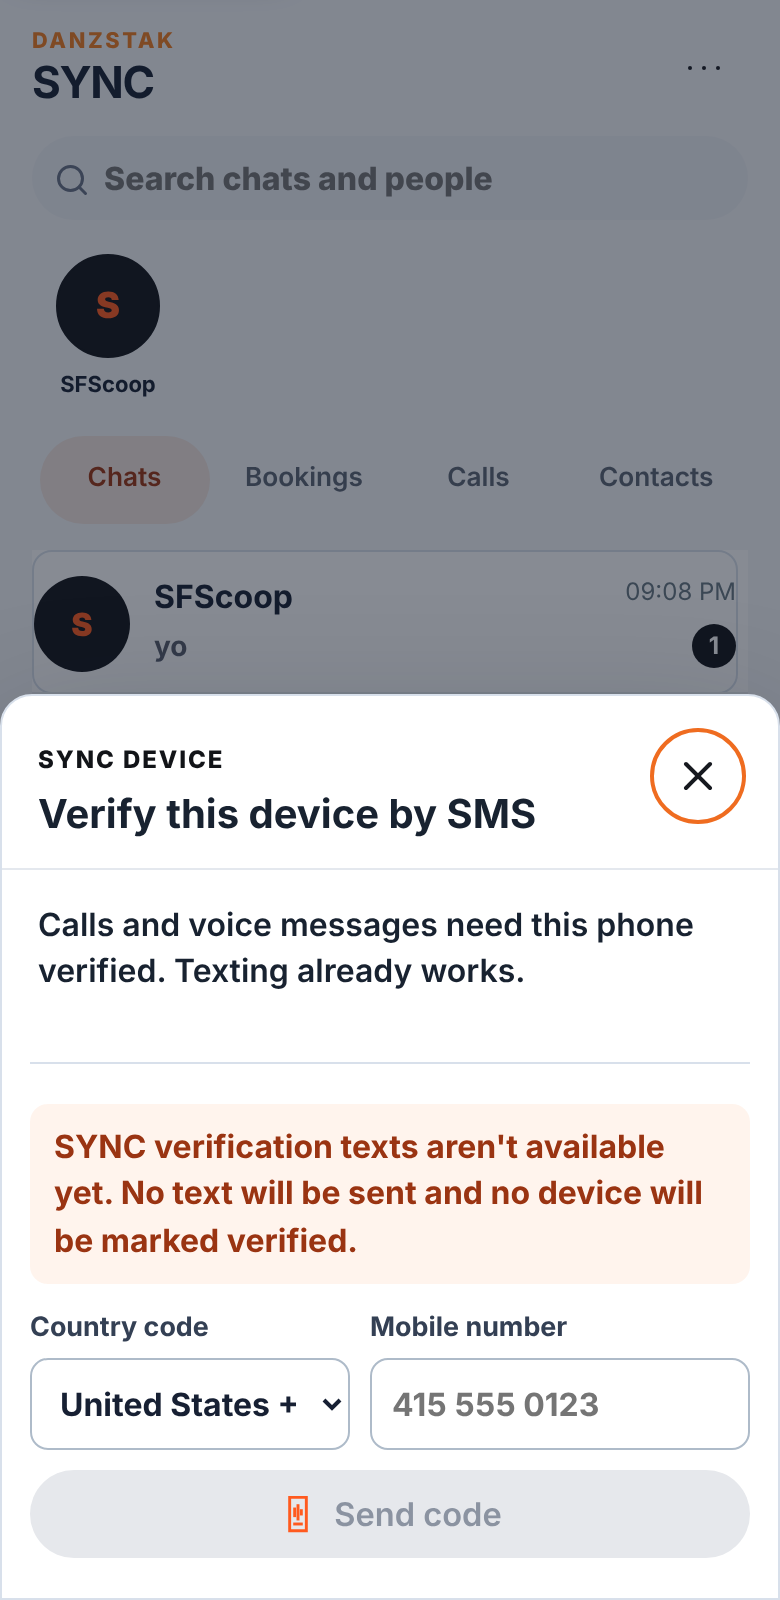 DANZSTAK
SYNC
...
Search chats and people
S
SFScoop
Chats Bookings Calls Contacts
S
SFScoop
09:08 PM
yo
1
SYNC DEVICE
Verify this device by SMS
Calls and voice messages need this phone
verified. Texting already works.
SYNC verification texts aren't available
yet. No text will be sent and no device will
be marked verified.
Country code
Mobile number
United States +
415 555 0123
Send code